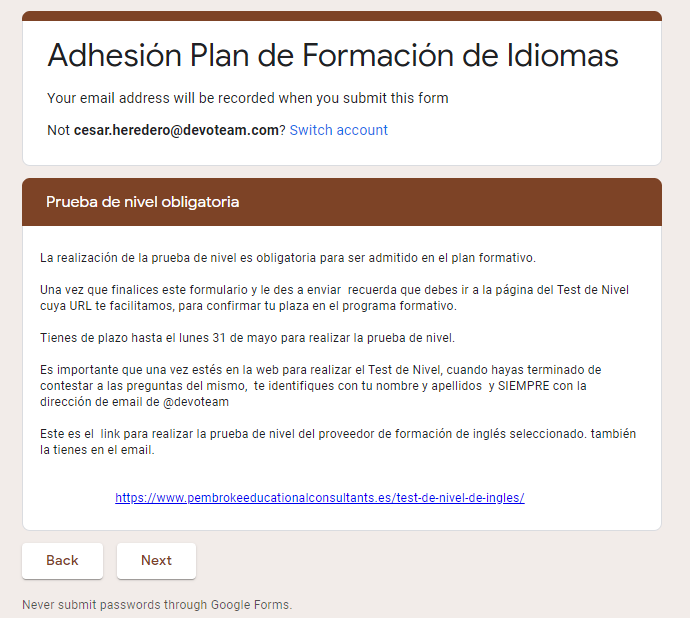 Adhesión Plan de Formación de Idiomas
Your email address will be recorded when you submit this form
Not cesar.heredero@devoteam.com? Switch account
Prueba de nivel obligatoria
La realización de la prueba de nivel es obligatoria para ser admitido en el plan formativo.
Una vez que finalices este formulario y le des a enviar  recuerda que debes ir a la página del Test de Nivel
cuya URL te facilitamos, para confirmar tu plaza en el programa formativo.
Tienes de plazo hasta el lunes 31 de mayo para realizar la prueba de nivel.
Es importante que una vez estés en la web para realizar el Test de Nivel, cuando hayas terminado de
contestar a las preguntas del mismo,  te identifiques con tu nombre y apellidos  y SIEMPRE con la
dirección de email de @devoteam
Este es el  link para realizar la prueba de nivel del proveedor de formación de inglés seleccionado. también
la tienes en el email.
https://www.pembrokeeducationalconsultants.es/test-de-nivel-de-ingles/
Back
Next
Never submit passwords through Google Forms.